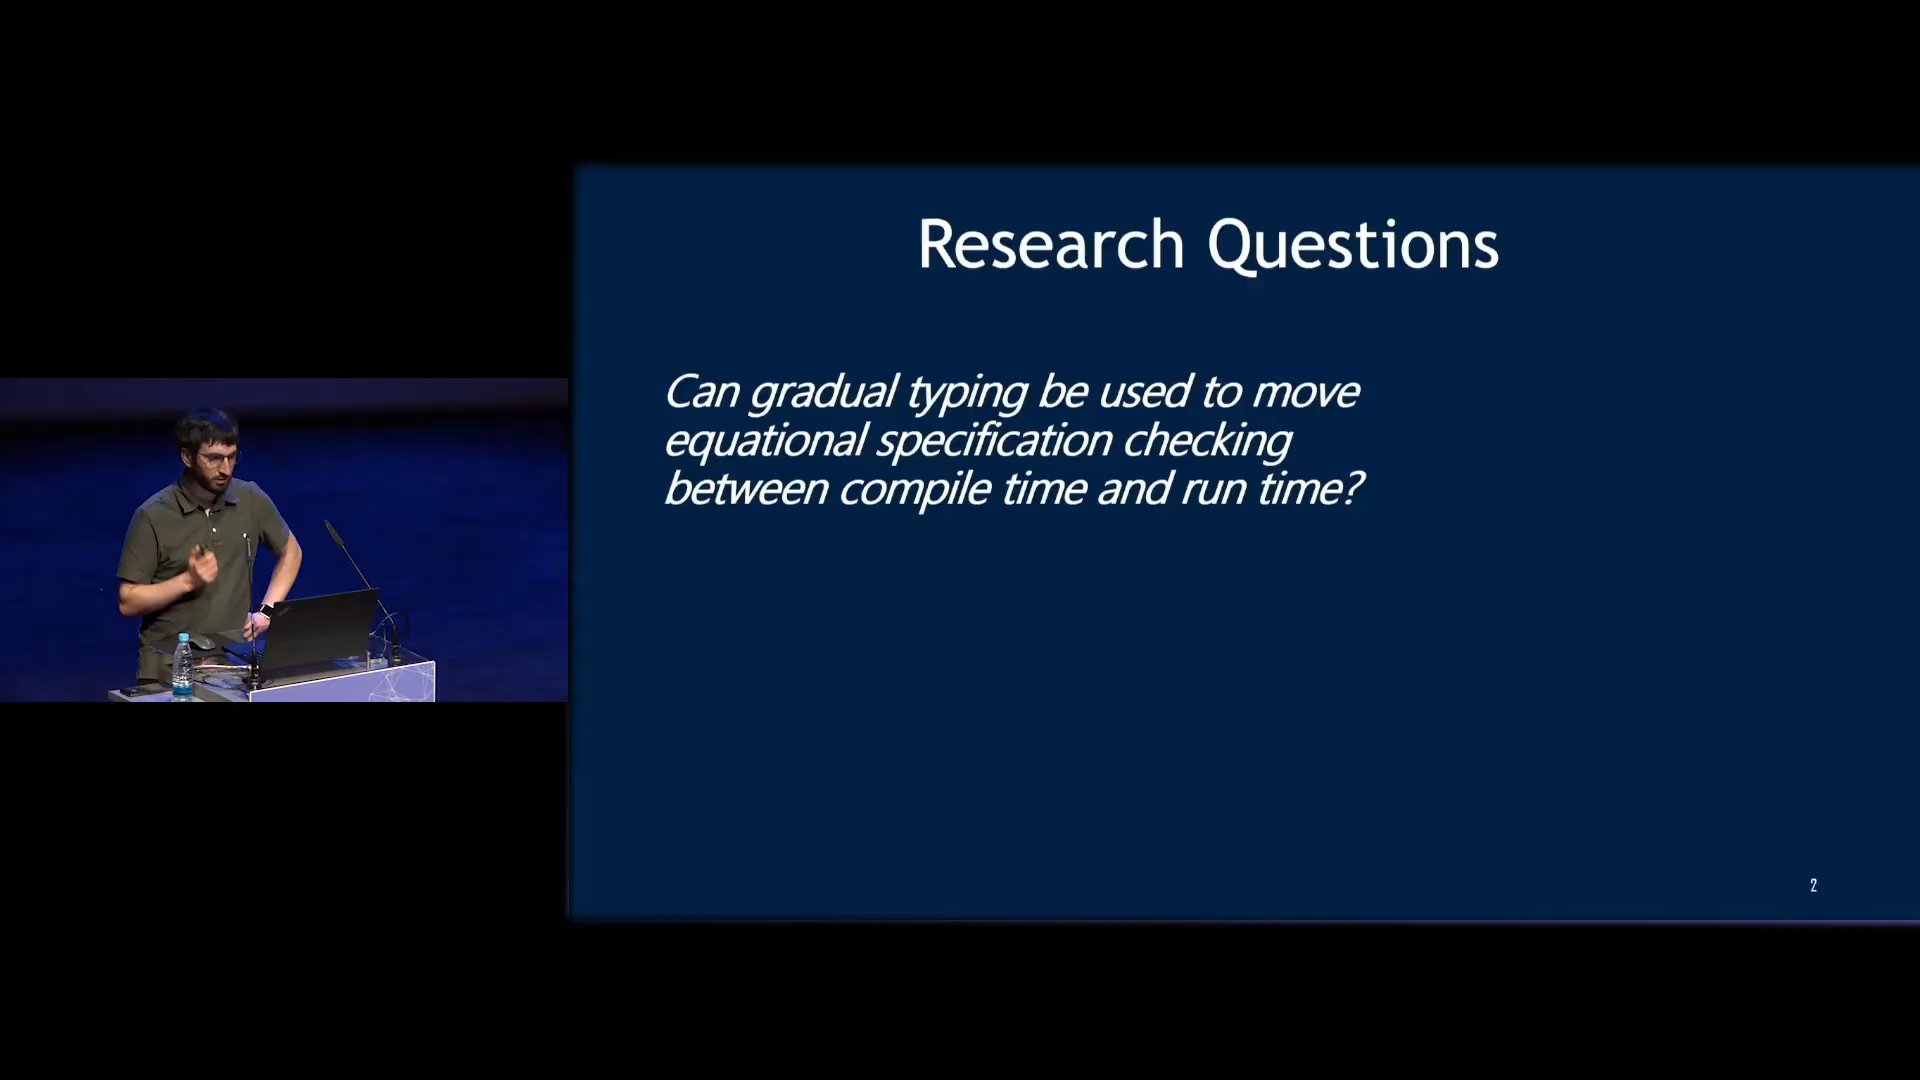 Research Questions
Can gradual typing be used to move
equational specification checking
between compile time and run time?
2